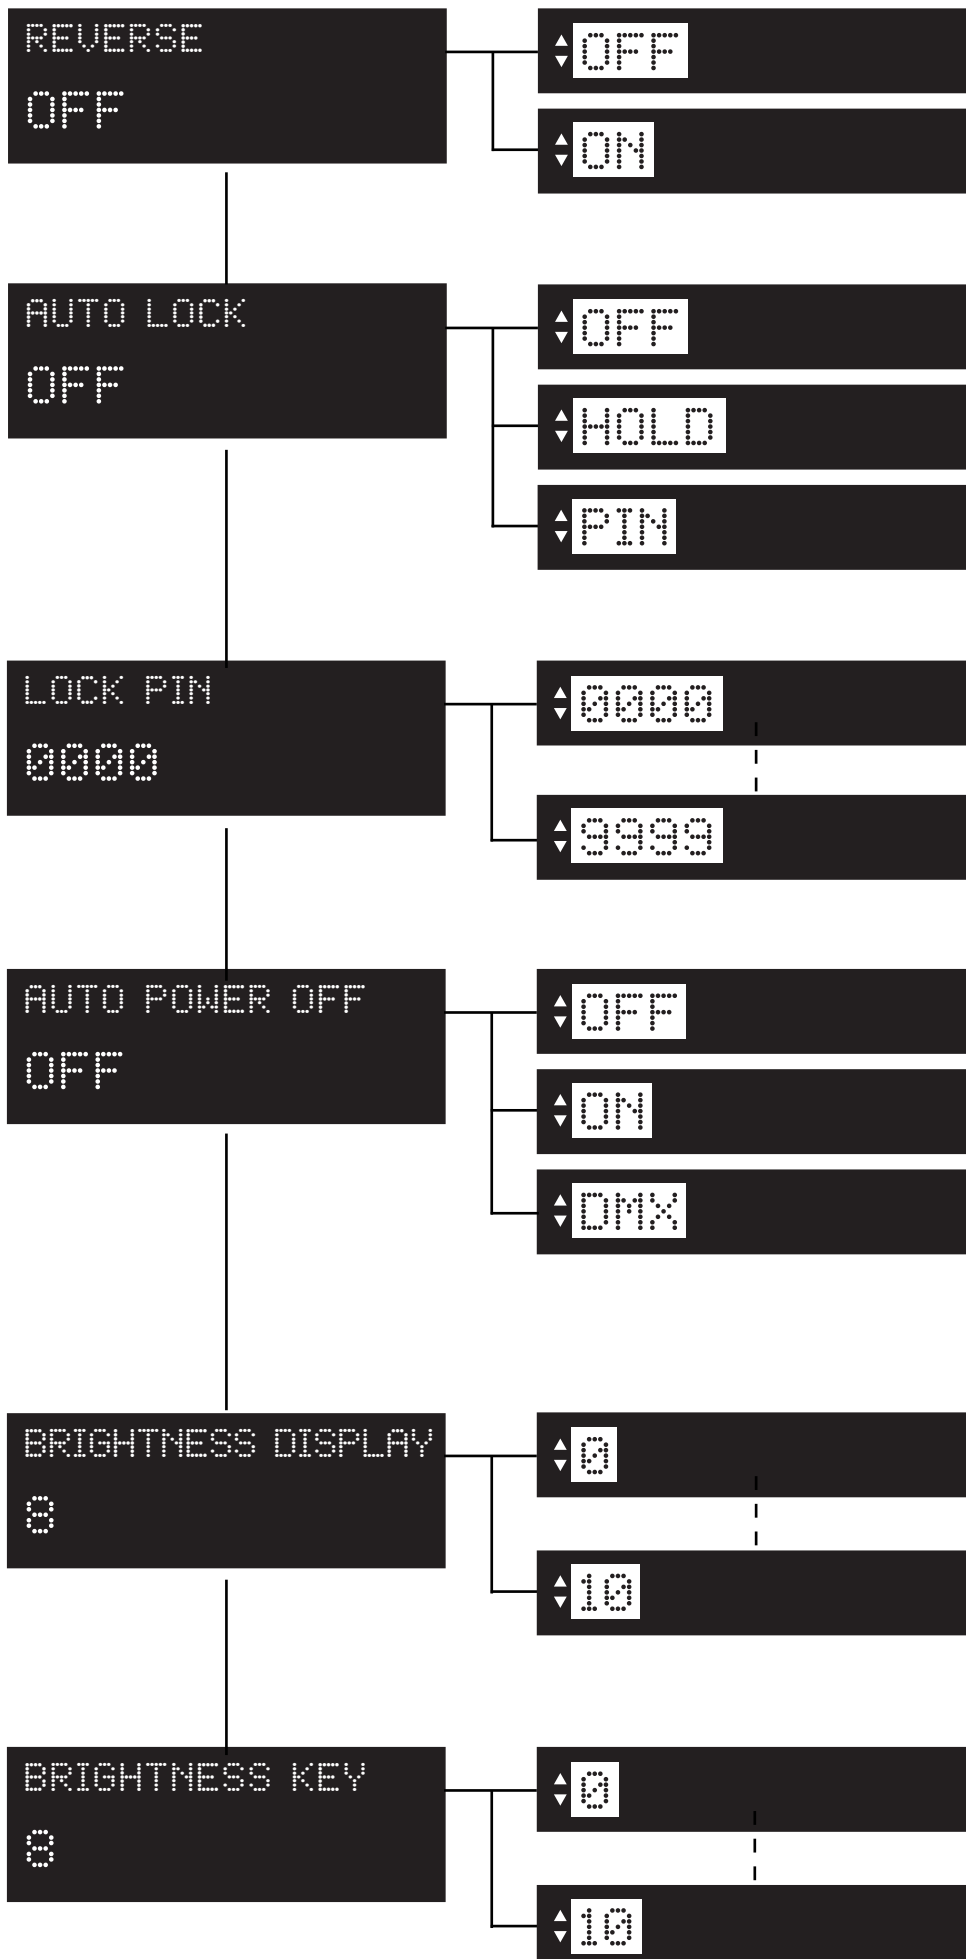 REVERSE
OFF
OFF
ON
AUTO LOCK
OFF
OFF
HOLD
PIN
LOCK PIN
0000
0000
9999
AUTO POWER OFF
OFF
OFF
ON
DMX
BRIGHTNESS DISPLAY
8
0
10
BRIGHTNESS KEY
8
0
10